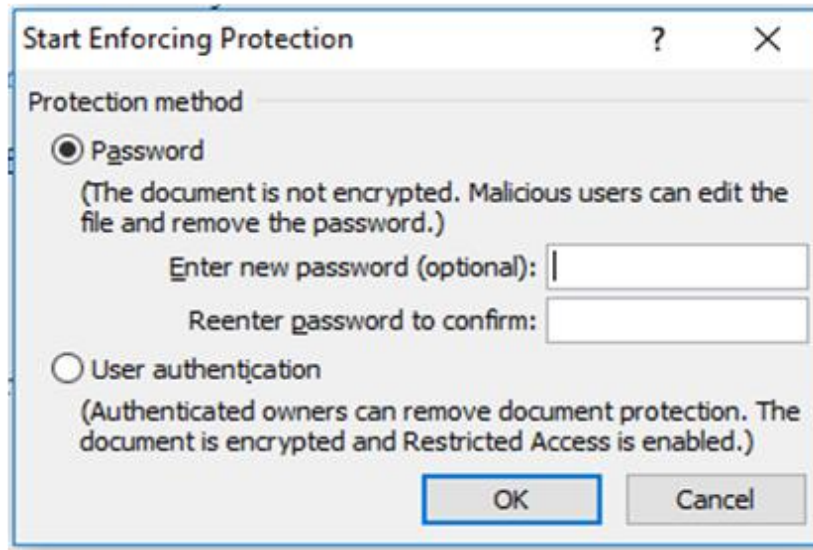 Start Enforcing Protection ? ×
Protection method
Password
(The document is not encrypted. Malicious users can edit the
file and remove the password.)
Enter new password (optional):
Reenter password to confirm:
User authentication
(Authenticated owners can remove document protection. The
document is encrypted and Restricted Access is enabled.)
OK Cancel